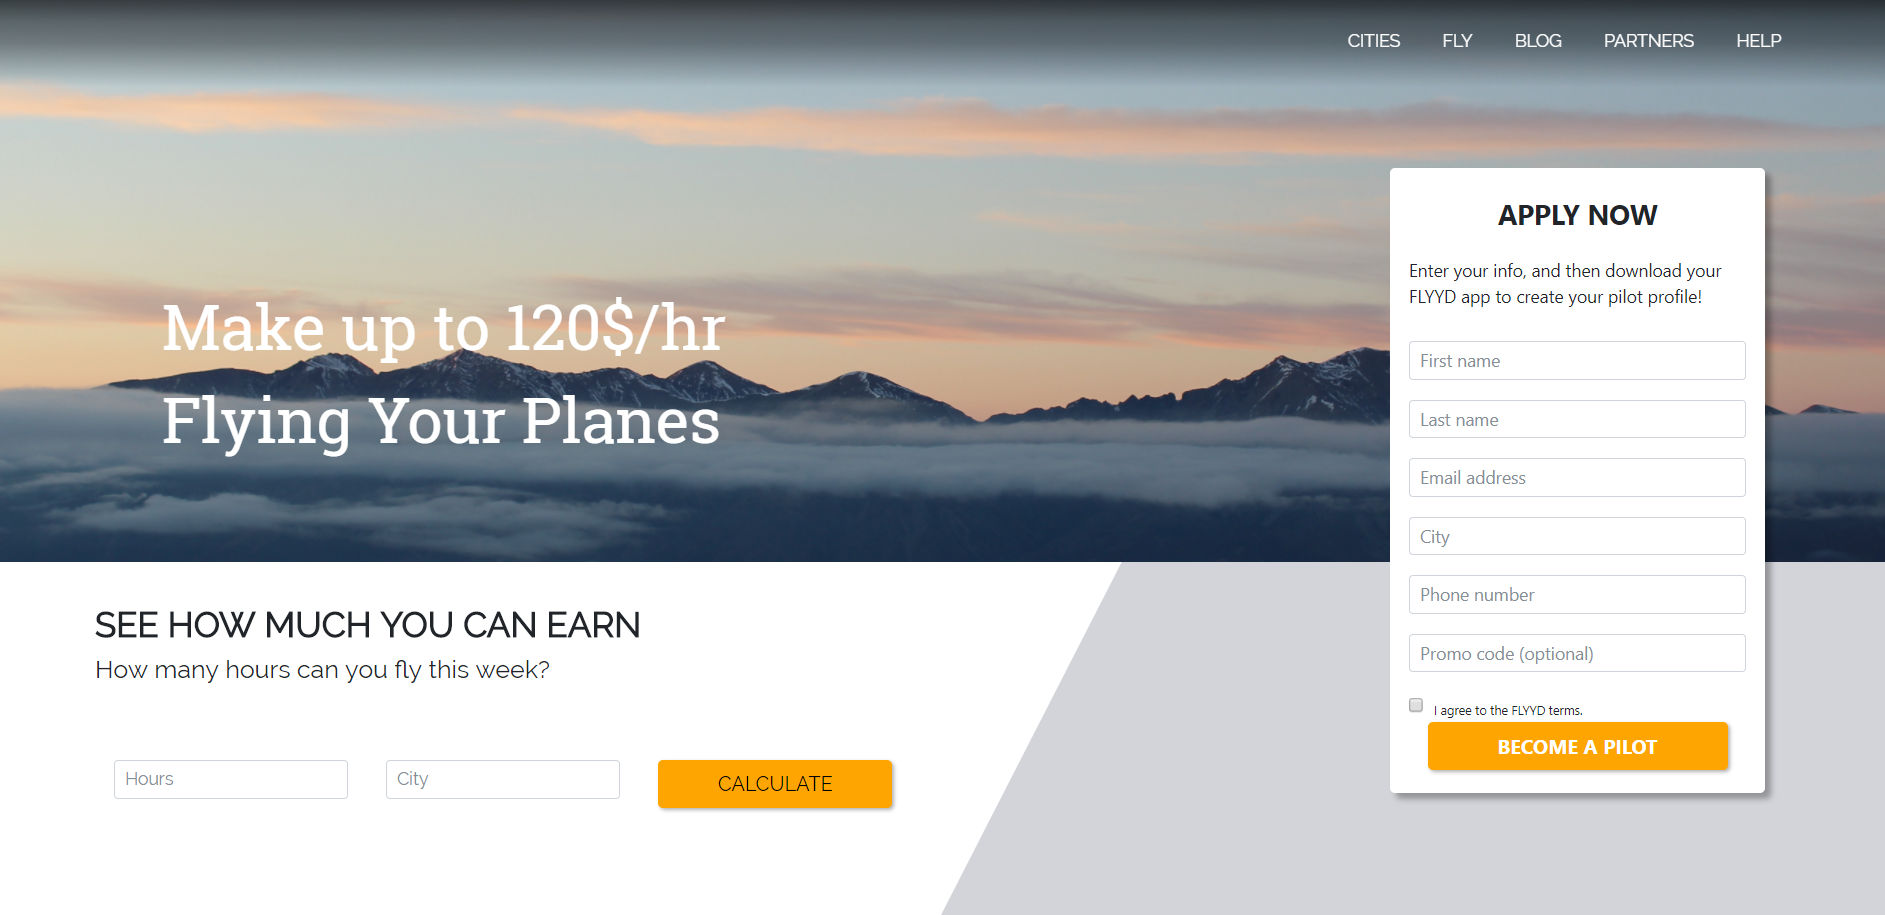 CITIES FLY BLOG PARTNERS HELP
Make up to 120$/hr
Flying Your Planes
APPLY NOW
Enter your info, and then download your
FLYYD app to create your pilot profile!
First name
Last name
Email address
City
Phone number
Promo code (optional)
I agree to the FLYYD terms.
BECOME A PILOT
SEE HOW MUCH YOU CAN EARN
How many hours can you fly this week?
Hours City CALCULATE